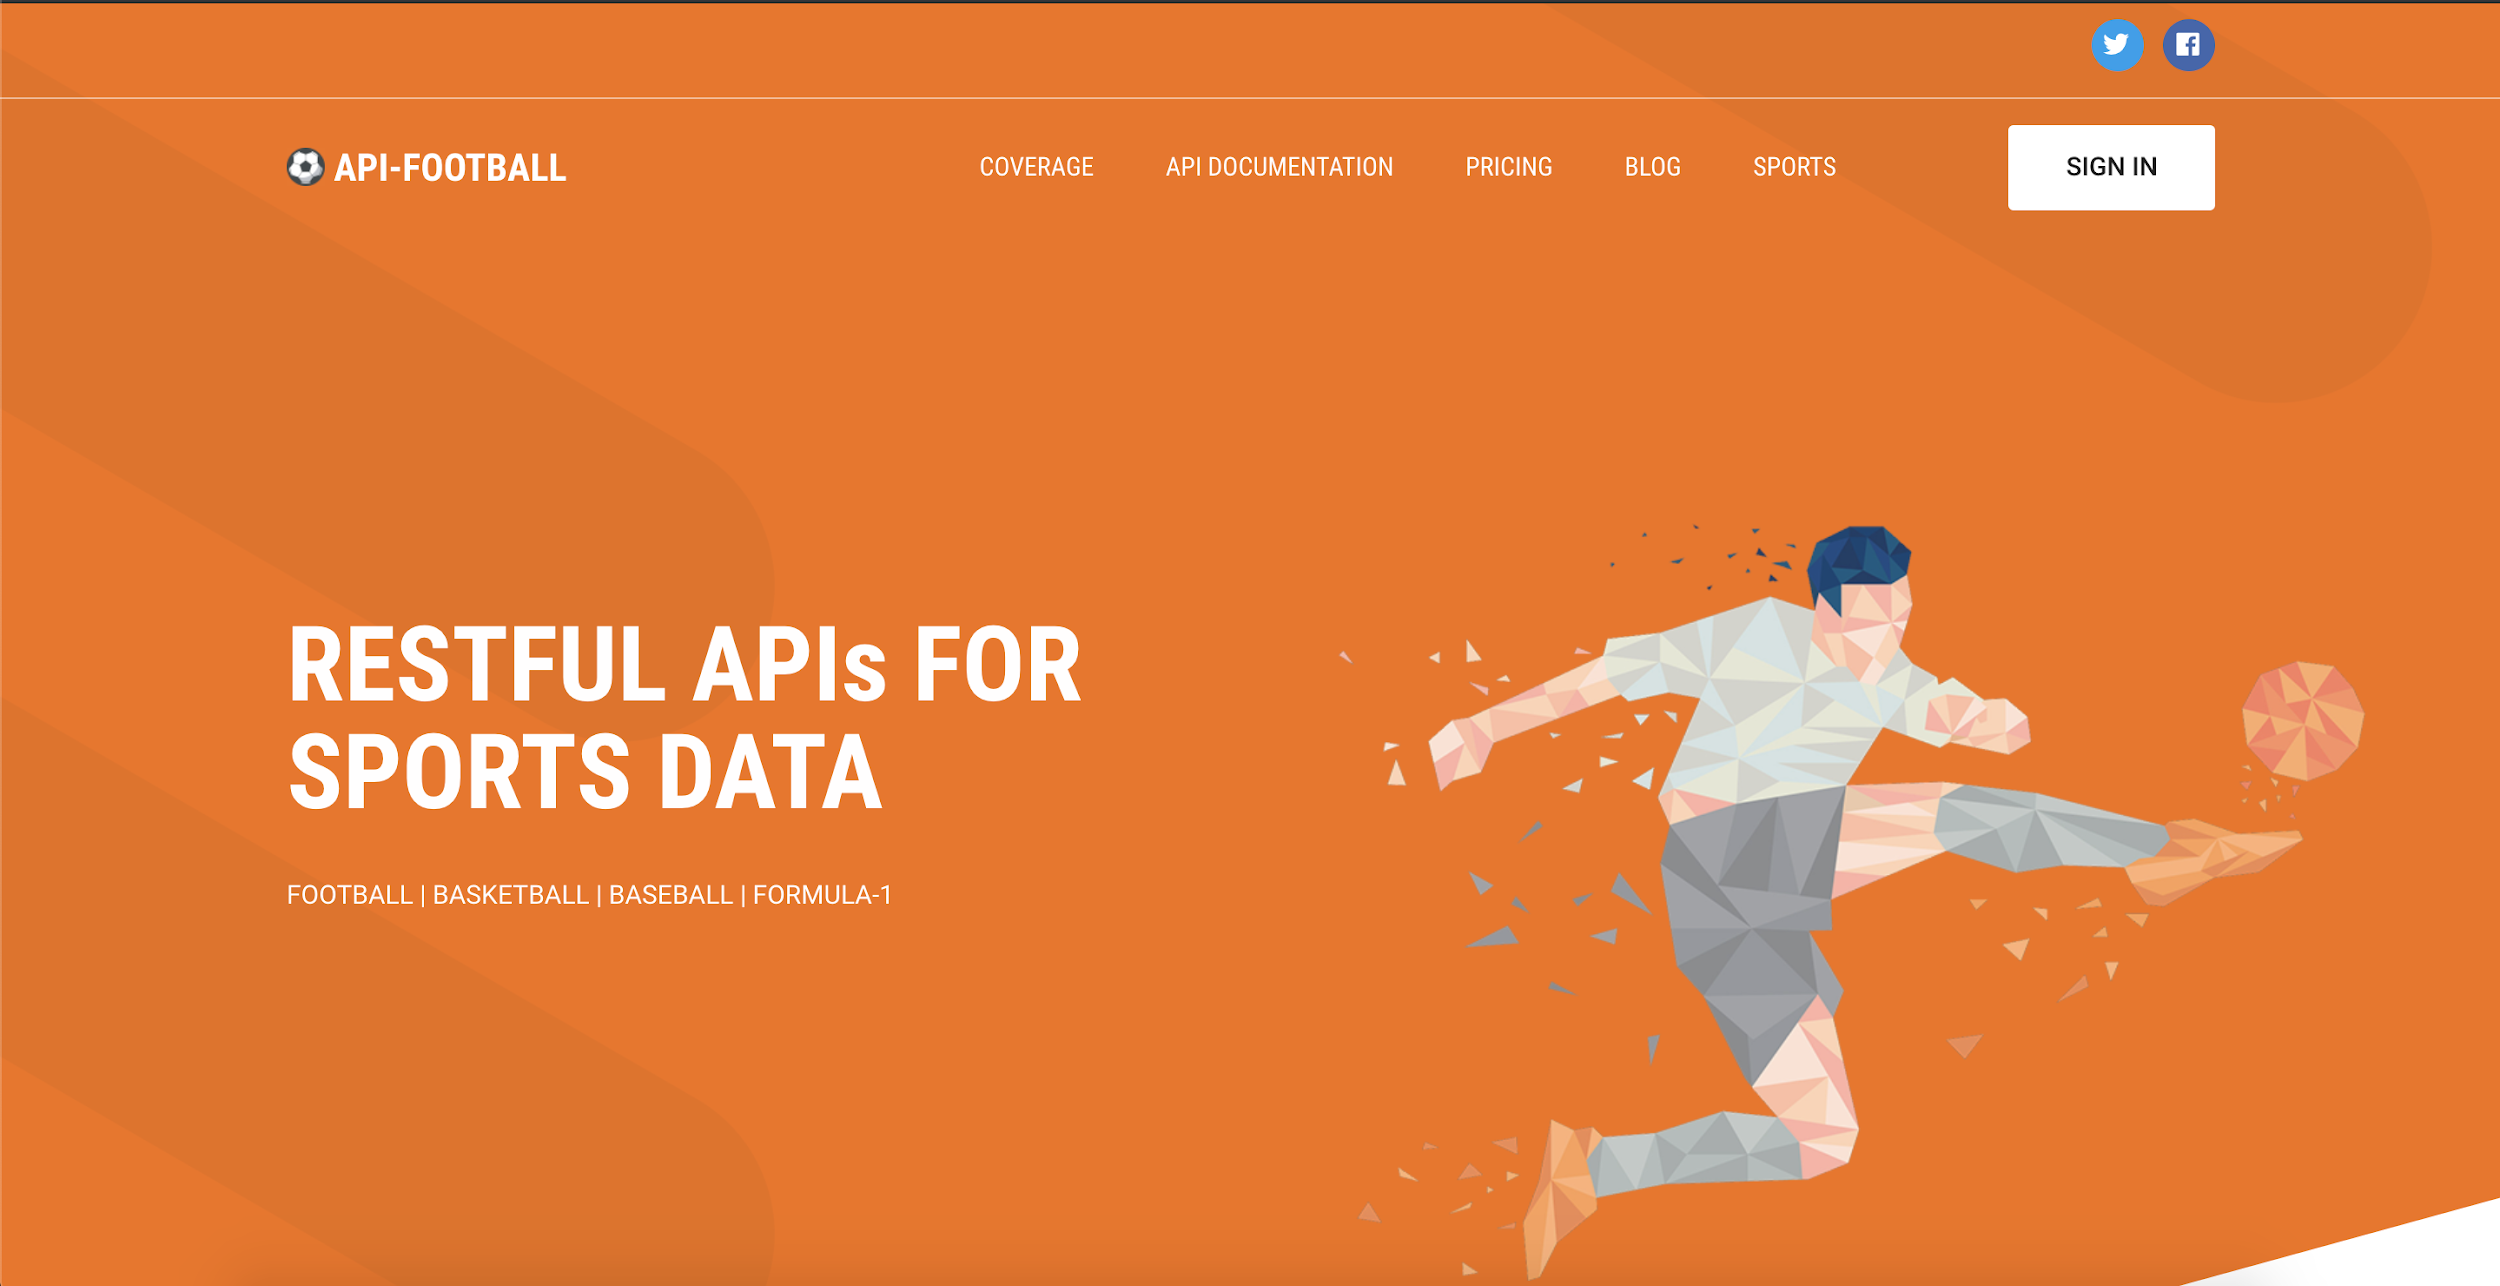 API-FOOTBALL
COVERAGE
API DOCUMENTATION
PRICING
BLOG
SPORTS
SIGN IN
RESTFUL APIs FOR
SPORTS DATA
FOOTBALL | BASKETBALL | BASEBALL | FORMULA-1